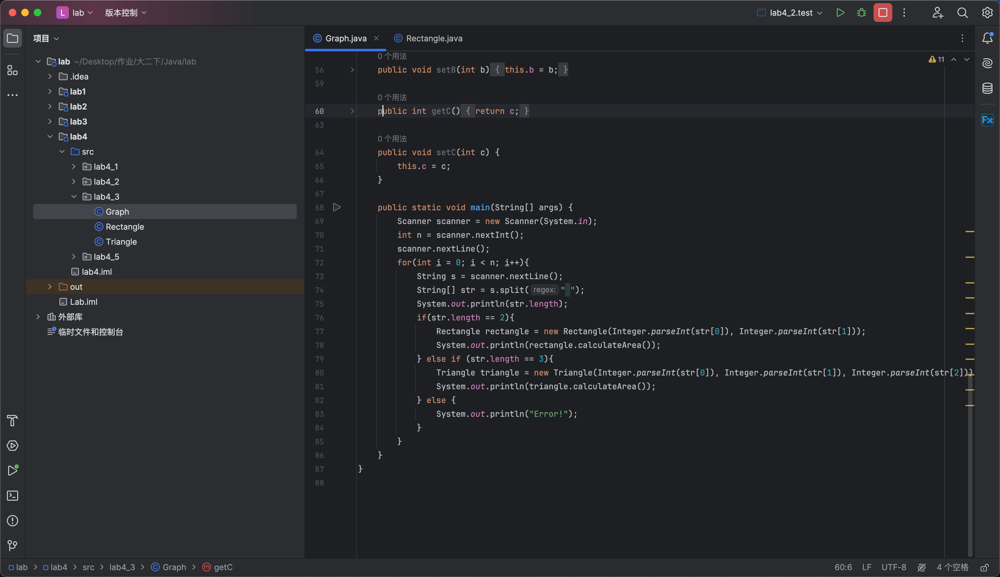 L lab 版本控制 lab4_2.test
项目
lab ~/Desktop/作业/大二下/Java/lab
.idea
lab1
lab2
lab3
lab4
src
lab4_1
lab4_2
lab4_3
Graph
Rectangle
Triangle
lab4_5
lab4.iml
out
Lab.iml
外部库
临时文件和控制台
Graph.java Rectangle.java
11
0 个用法
56 public void setB(int b) { this.b = b; }
59
0 个用法
60 public int getC() { return c; }
63
0 个用法
64 public void setC(int c) {
65 this.c = c;
66 }
67
68 public static void main(String[] args) {
69 Scanner scanner = new Scanner(System.in);
70 int n = scanner.nextInt();
71 scanner.nextLine();
72 for(int i = 0; i < n; i++){
73 String s = scanner.nextLine();
74 String[] str = s.split( regex: " ");
75 System.out.println(str.length);
76 if(str.length == 2){
77 Rectangle rectangle = new Rectangle(Integer.parseInt(str[0]), Integer.parseInt(str[1]));
78 System.out.println(rectangle.calculateArea());
79 } else if (str.length == 3){
80 Triangle triangle = new Triangle(Integer.parseInt(str[0]), Integer.parseInt(str[1]), Integer.parseInt(str[2]))
81 System.out.println(triangle.calculateArea());
82 } else {
83 System.out.println("Error!");
84 }
85 }
86 }
87 }
88
Fx
lab > lab4 > src > lab4_3 > Graph > getC
60:6 LF UTF-8 4 个空格